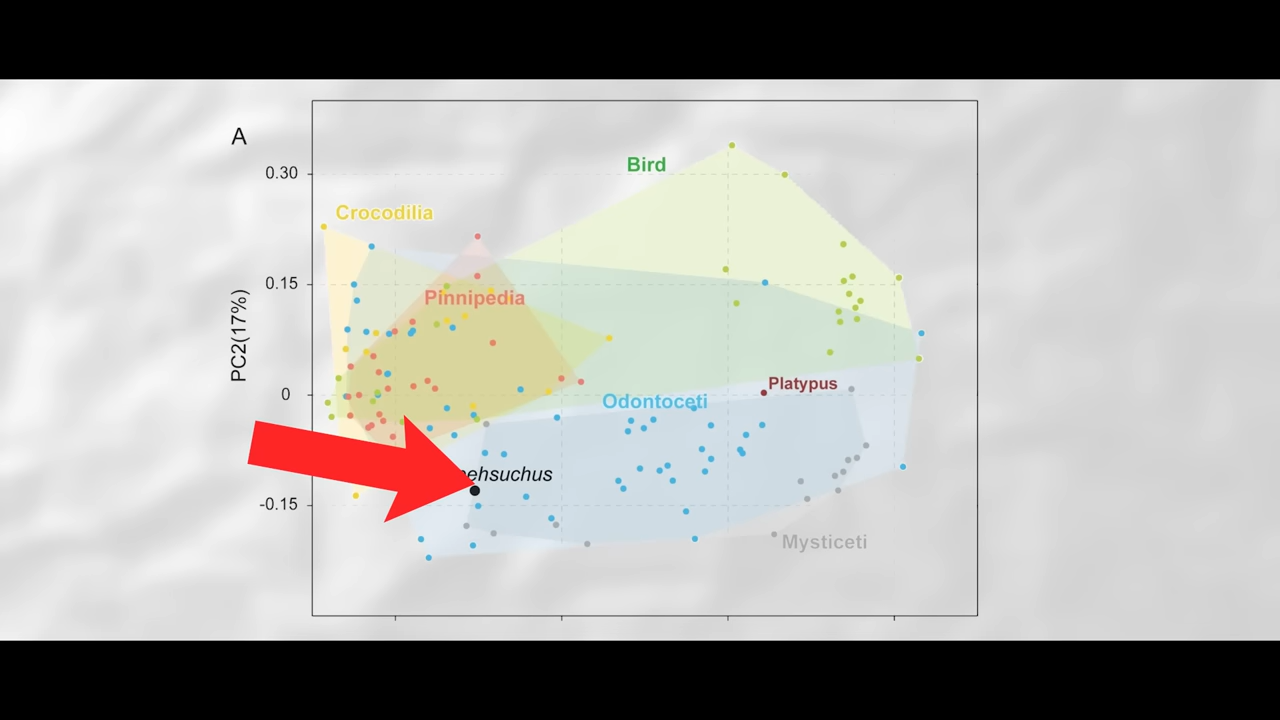 A
Bird
0.30
Crocodilia
0.15
Pinnipedia
PC2(17%)
Platypus
0
Odontoceti
ehsuchus
-0.15
Mysticeti